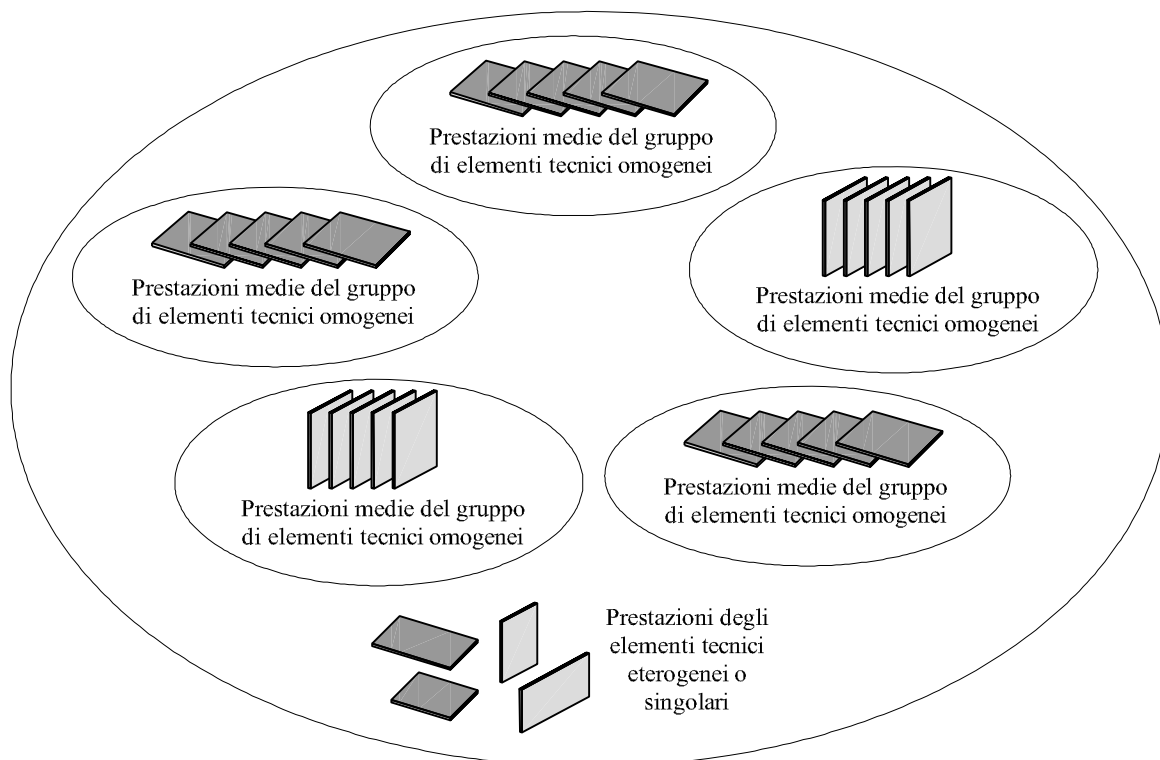 Prestazioni medie del gruppo
di elementi tecnici omogenei
Prestazioni medie del gruppo
di elementi tecnici omogenei
Prestazioni medie del gruppo
di elementi tecnici omogenei
Prestazioni medie del gruppo
di elementi tecnici omogenei
Prestazioni medie del gruppo
di elementi tecnici omogenei
Prestazioni degli
elementi tecnici
eterogenei o
singolari